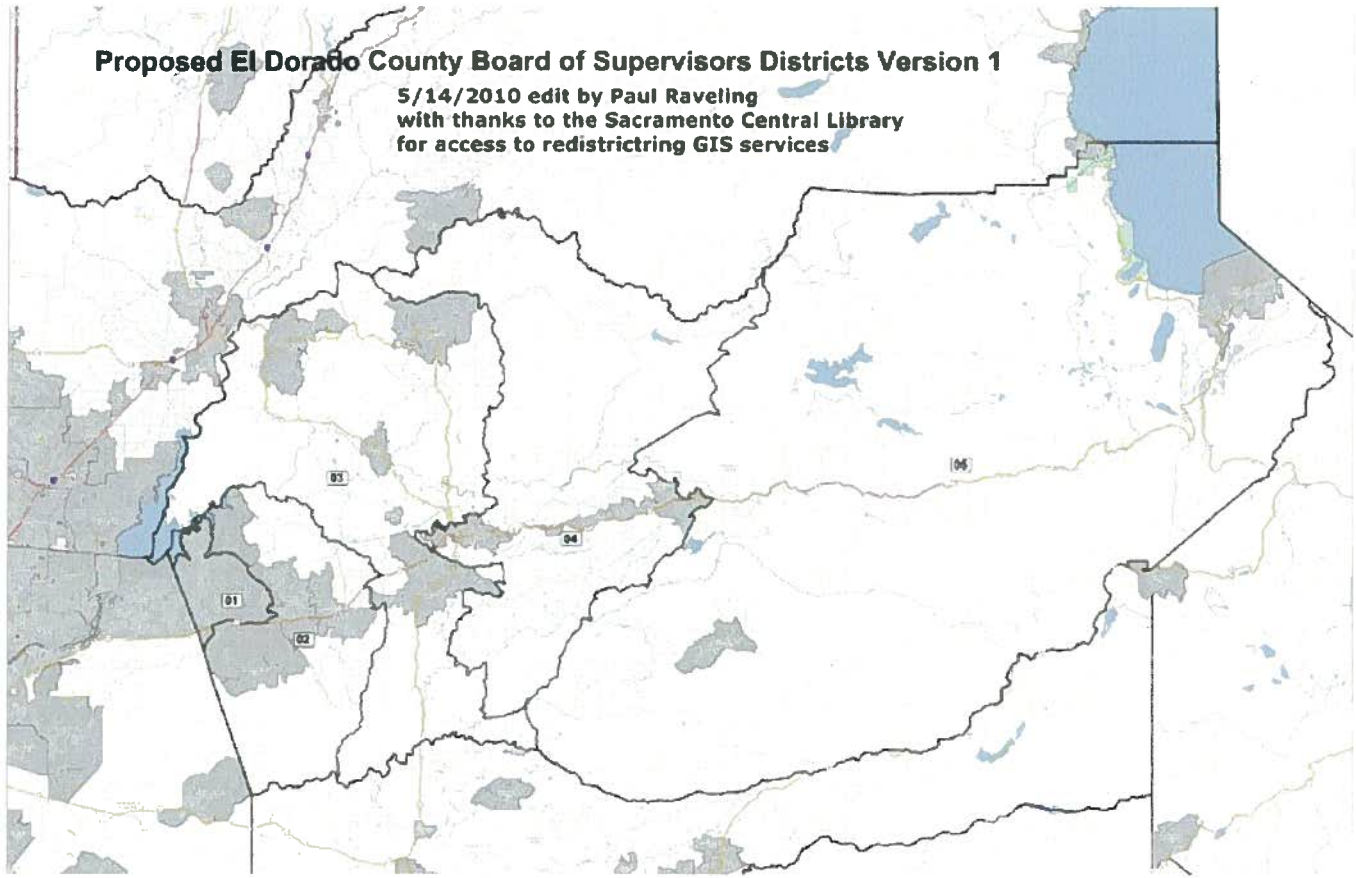 Proposed El Dorado County Board of Supervisors Districts Version 1
5/14/2010 edit by Paul Raveling
with thanks to the Sacramento Central Library
for access to redistrictring GIS services
03
05
04
01
02